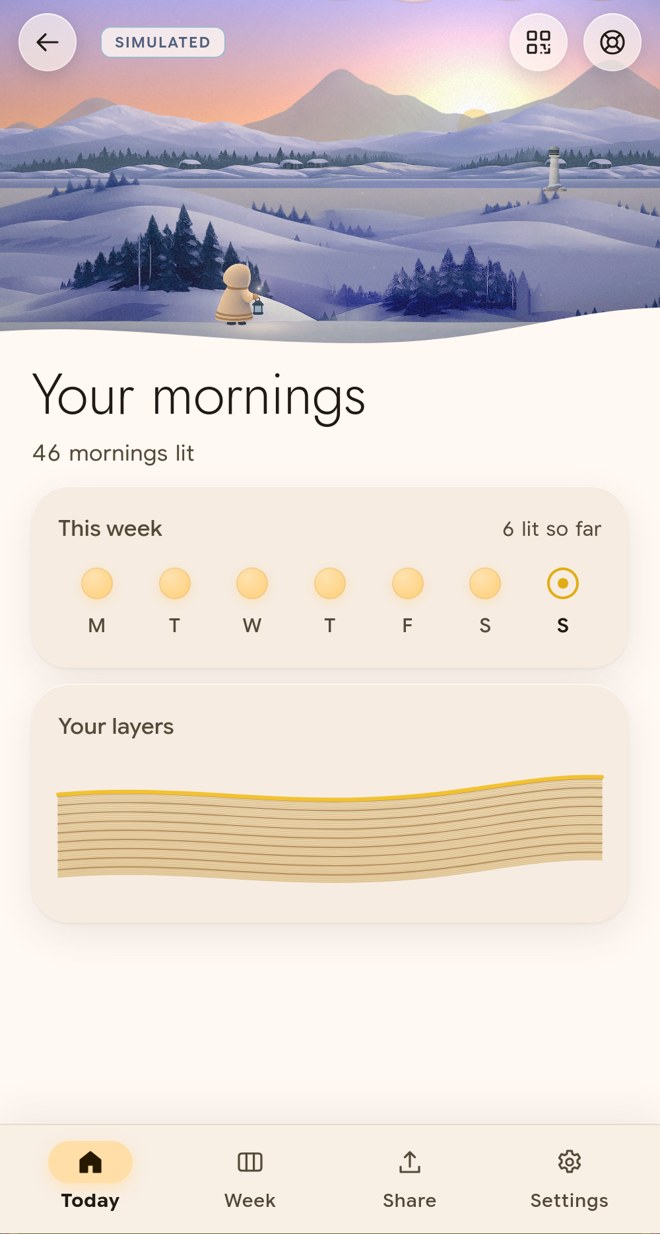 SIMULATED
Your mornings
46 mornings lit
This week 6 lit so far
M T W T F S S
Your layers
Today Week Share Settings